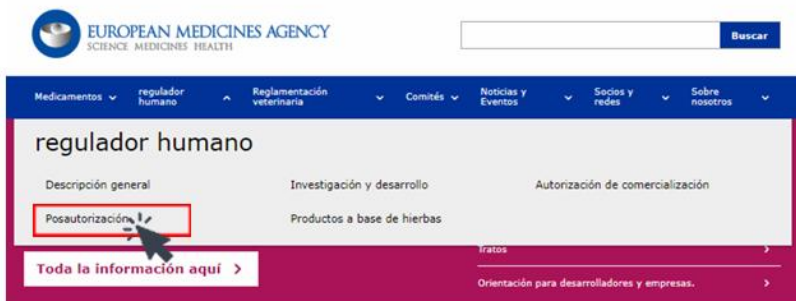 EUROPEAN MEDICINES AGENCY
SCIENCE MEDICINES HEALTH
Buscar
Medicamentos
regulador
humano
Reglamentación
veterinaria
Comités
Noticias y
Eventos
Socios y
redes
Sobre
nosotros
regulador humano
Descripción general
Investigación y desarrollo
Autorización de comercialización
Posautorización
Productos a base de hierbas
Tratos
Toda la información aquí
Orientación para desarrolladores y empresas.